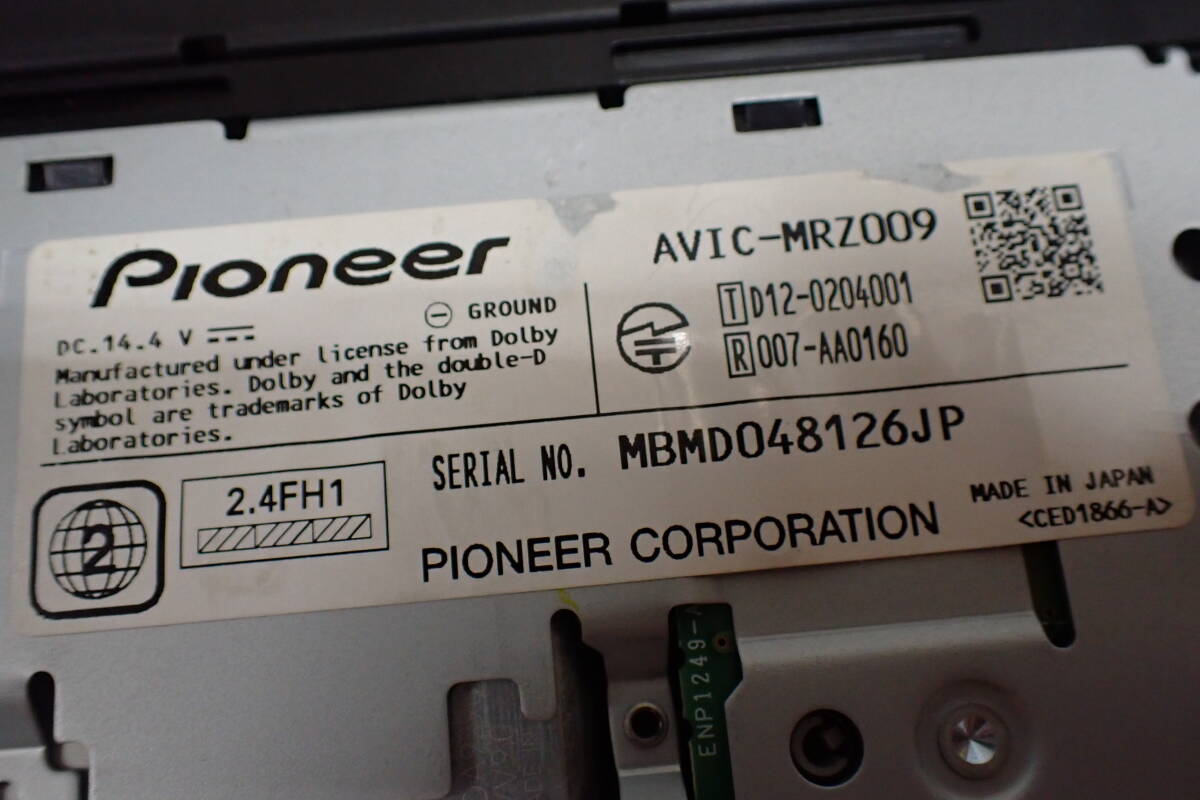 Pioneer
DC.14.4 V
GROUND
Manufactured under license from Dolby
Laboratories. Dolby and the double-D
symbol are trademarks of Dolby
Laboratories.
AVIC-MRZ009
T D12-0204001
R 007-AA0160
SERIAL NO. MBMD048126JP
2
2.4FH1
PIONEER CORPORATION
MADE IN JAPAN
<CED1866-A>
ENP1249-